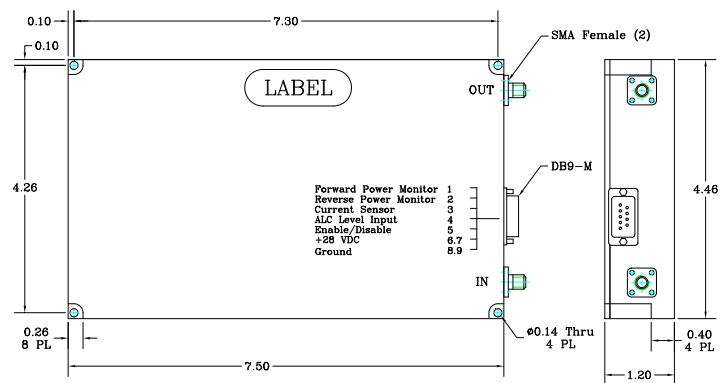 0.10
7.30
0.10
SMA Female (2)
LABEL
OUT
DB9-M
4.26
4.46
Forward Power Monitor 1
Reverse Power Monitor 2
Current Sensor 3
ALC Level Input 4
Enable/Disable 5
+28 VDC 6.7
Ground 8.9
IN
0.26
8 PL
ø0.14 Thru
4 PL
0.40
4 PL
7.50
1.20